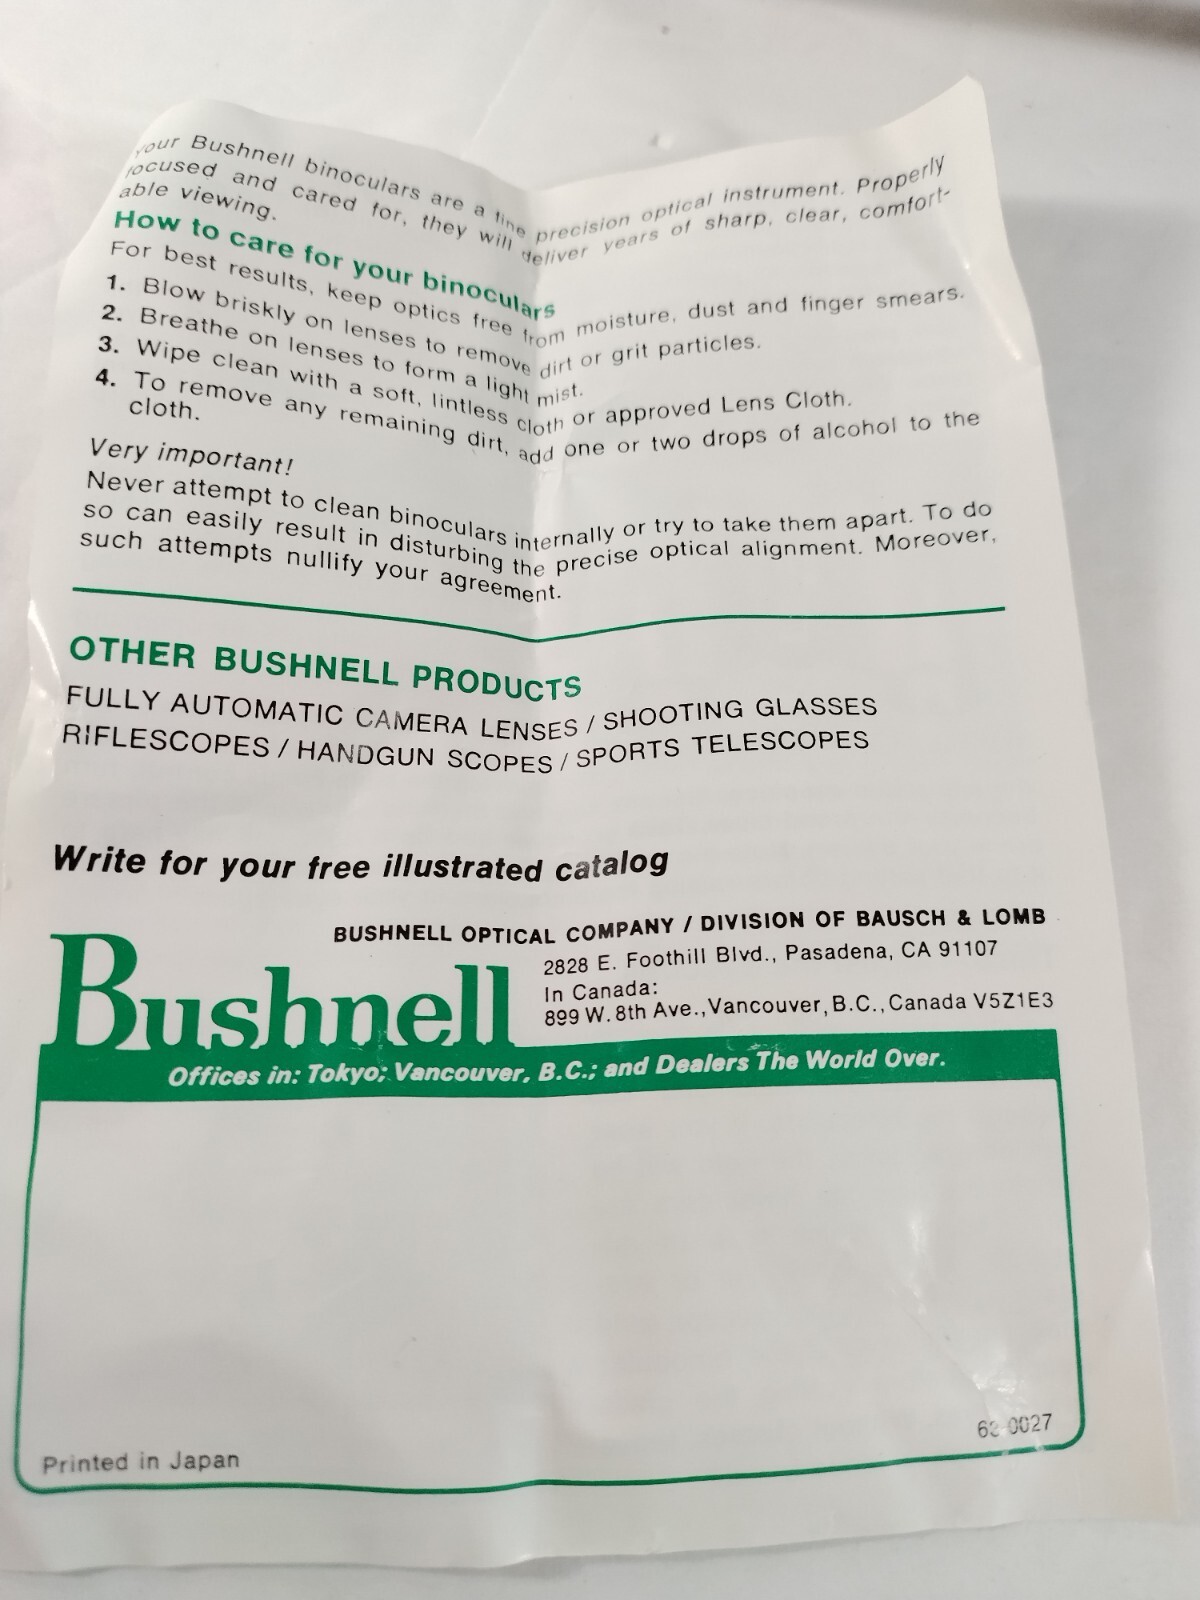 your Bushnell binoculars are a fine precision optical instrument. Properly
focused and cared for, they will deliver years of sharp, clear, comfort-
able viewing.
How to care for your binoculars
For best results, keep optics free from moisture, dust and finger smears.
1. Blow briskly on lenses to remove dirt or grit particles.
2. Breathe on lenses to form a light mist.
3. Wipe clean with a soft, lintless cloth or approved Lens Cloth.
4. To remove any remaining dirt, add one or two drops of alcohol to the
cloth.
Very important!
Never attempt to clean binoculars internally or try to take them apart. To do
so can easily result in disturbing the precise optical alignment. Moreover,
such attempts nullify your agreement.
OTHER BUSHNELL PRODUCTS
FULLY AUTOMATIC CAMERA LENSES / SHOOTING GLASSES
RIFLESCOPES / HANDGUN SCOPES / SPORTS TELESCOPES
Write for your free illustrated catalog
BUSHNELL OPTICAL COMPANY / DIVISION OF BAUSCH & LOMB
Bushnell
2828 E. Foothill Blvd., Pasadena, CA 91107
In Canada:
899 W. 8th Ave., Vancouver, B.C., Canada V5Z1E3
Offices in: Tokyo; Vancouver, B.C.; and Dealers The World Over.
Printed in Japan